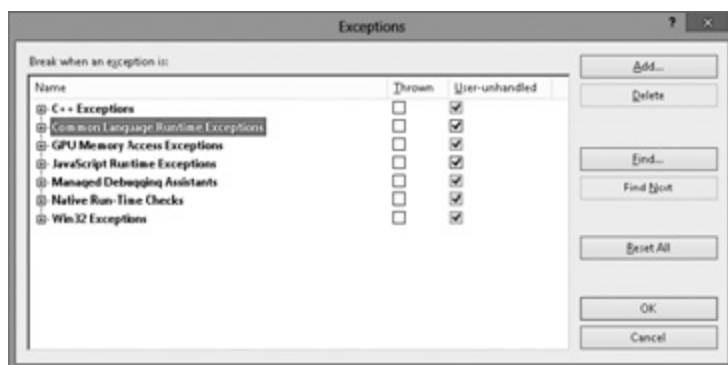 Exceptions
?
Break when an exception is:
Name Thrown User-unhandled
C++ Exceptions
Common Language Runtime Exceptions
GPU Memory Access Exceptions
JavaScript Runtime Exceptions
Managed Debugging Assistants
Native Run-Time Checks
Win32 Exceptions
Add...
Delete
Find...
Find Next
Reset All
OK
Cancel